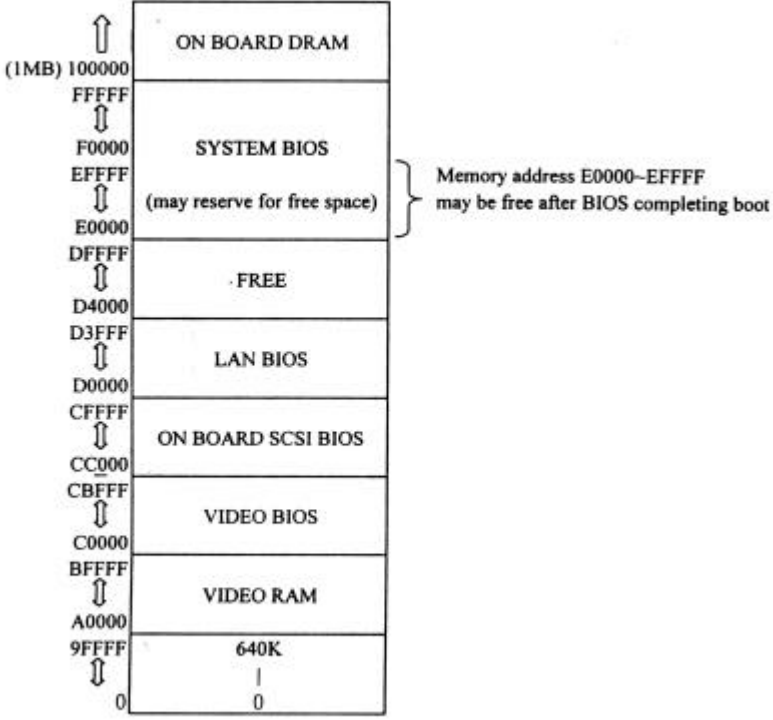 ON BOARD DRAM
(1MB) 100000
FFFFF
F0000
SYSTEM BIOS
EFFFF
(may reserve for free space)
E0000
Memory address E0000~EFFFF
may be free after BIOS completing boot
DFFFF
FREE
D4000
D3FFF
LAN BIOS
D0000
CFFFF
ON BOARD SCSI BIOS
CC000
CBFFF
VIDEO BIOS
C0000
BFFFF
VIDEO RAM
A0000
9FFFF 640K
0 0